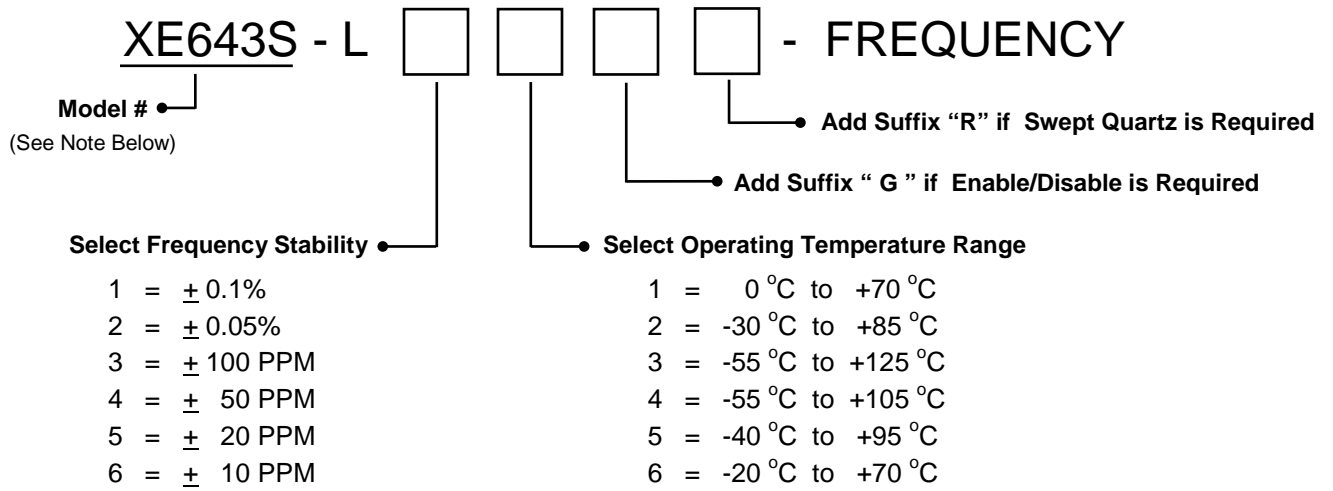 XE643S - L - FREQUENCY
Model #
(See Note Below)
Add Suffix “R” if Swept Quartz is Required
Add Suffix “ G ” if Enable/Disable is Required
Select Frequency Stability
1 = ± 0.1%
2 = ± 0.05%
3 = ± 100 PPM
4 = ± 50 PPM
5 = ± 20 PPM
6 = ± 10 PPM
Select Operating Temperature Range
1 = 0 °C to +70 °C
2 = -30 °C to +85 °C
3 = -55 °C to +125 °C
4 = -55 °C to +105 °C
5 = -40 °C to +95 °C
6 = -20 °C to +70 °C